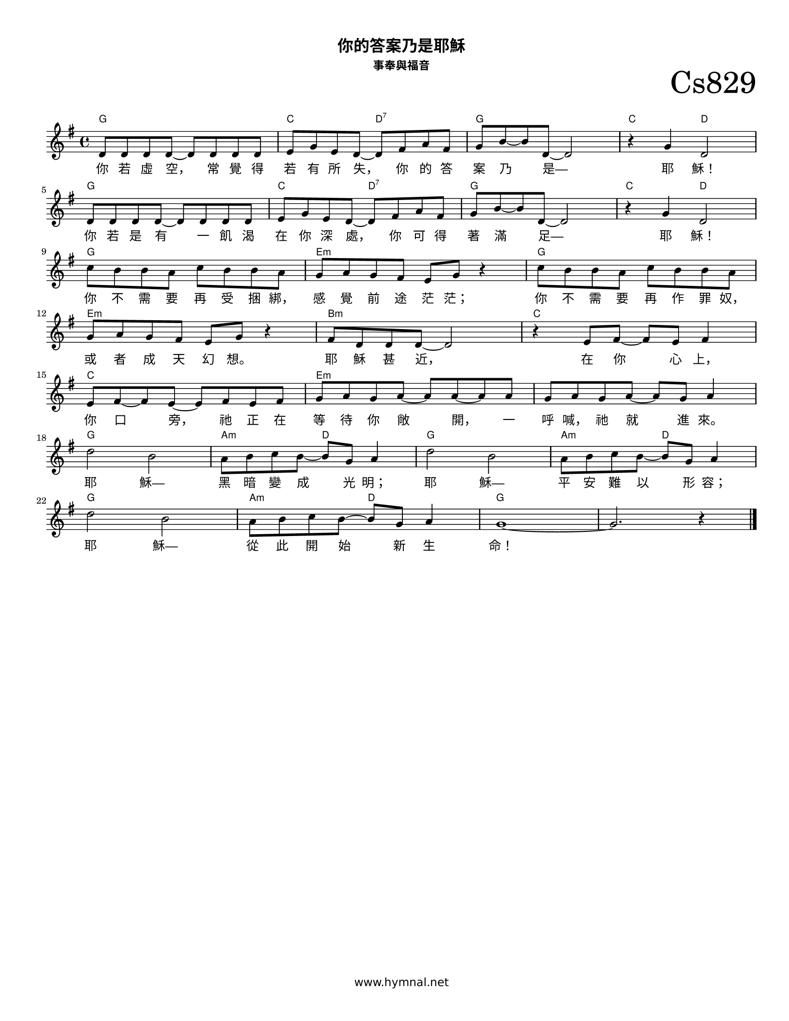 你的答案乃是耶穌
事奉與福音
Cs829
G C D7 G C D
你若虛空，常覺得若有所失，你的答案乃是—耶穌！
5
G C D7 G C D
你若是有一飢渴在你深處，你可得著滿足—耶穌！
9
G Em G
你不需要再受捆綁，感覺前途茫茫；你不需要再作罪奴，
12
Em Bm C
或者成天幻想。耶穌甚近，在你心上，
15
C Em
你口旁，祂正在等待你敞開，一呼喊，祂就進來。
18
G Am D G Am D
耶穌—黑暗變成光明；耶穌—平安難以形容；
22
G Am D G
耶穌—從此開始新生命！
www.hymnal.net